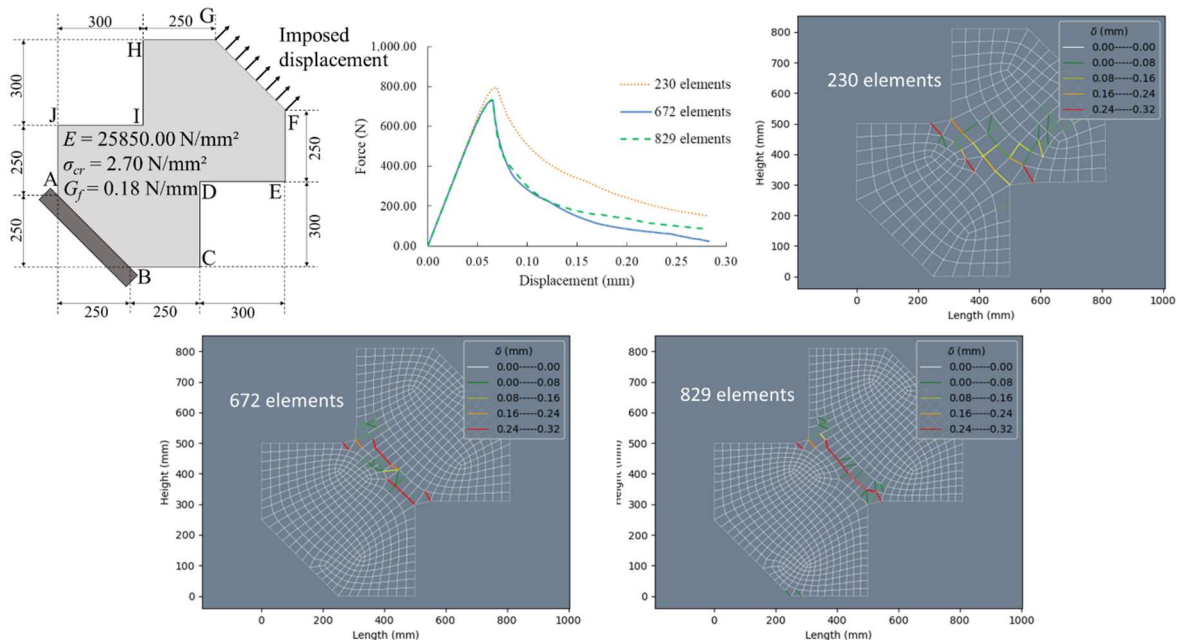 300
250
G
H
Imposed
displacement
300
J
I
F
E = 25850.00 N/mm²
σcr = 2.70 N/mm²
Gf = 0.18 N/mm
250
250
A
D
E
250
300
B
C
250
250
300
1,000.00
800.00
600.00
400.00
200.00
0.00
Force (N)
230 elements
672 elements
829 elements
0.00
0.05
0.10
0.15
0.20
0.25
0.30
Displacement (mm)
230 elements
δ (mm)
0.00-----0.00
0.00-----0.08
0.08-----0.16
0.16-----0.24
0.24-----0.32
800
700
600
500
400
300
200
100
0
Height (mm)
0
200
400
600
800
1000
Length (mm)
672 elements
δ (mm)
0.00-----0.00
0.00-----0.08
0.08-----0.16
0.16-----0.24
0.24-----0.32
800
700
600
500
400
300
200
100
0
Height (mm)
0
200
400
600
800
1000
Length (mm)
829 elements
δ (mm)
0.00-----0.00
0.00-----0.08
0.08-----0.16
0.16-----0.24
0.24-----0.32
800
700
600
500
400
300
200
100
0
Height (mm)
0
200
400
600
800
1000
Length (mm)